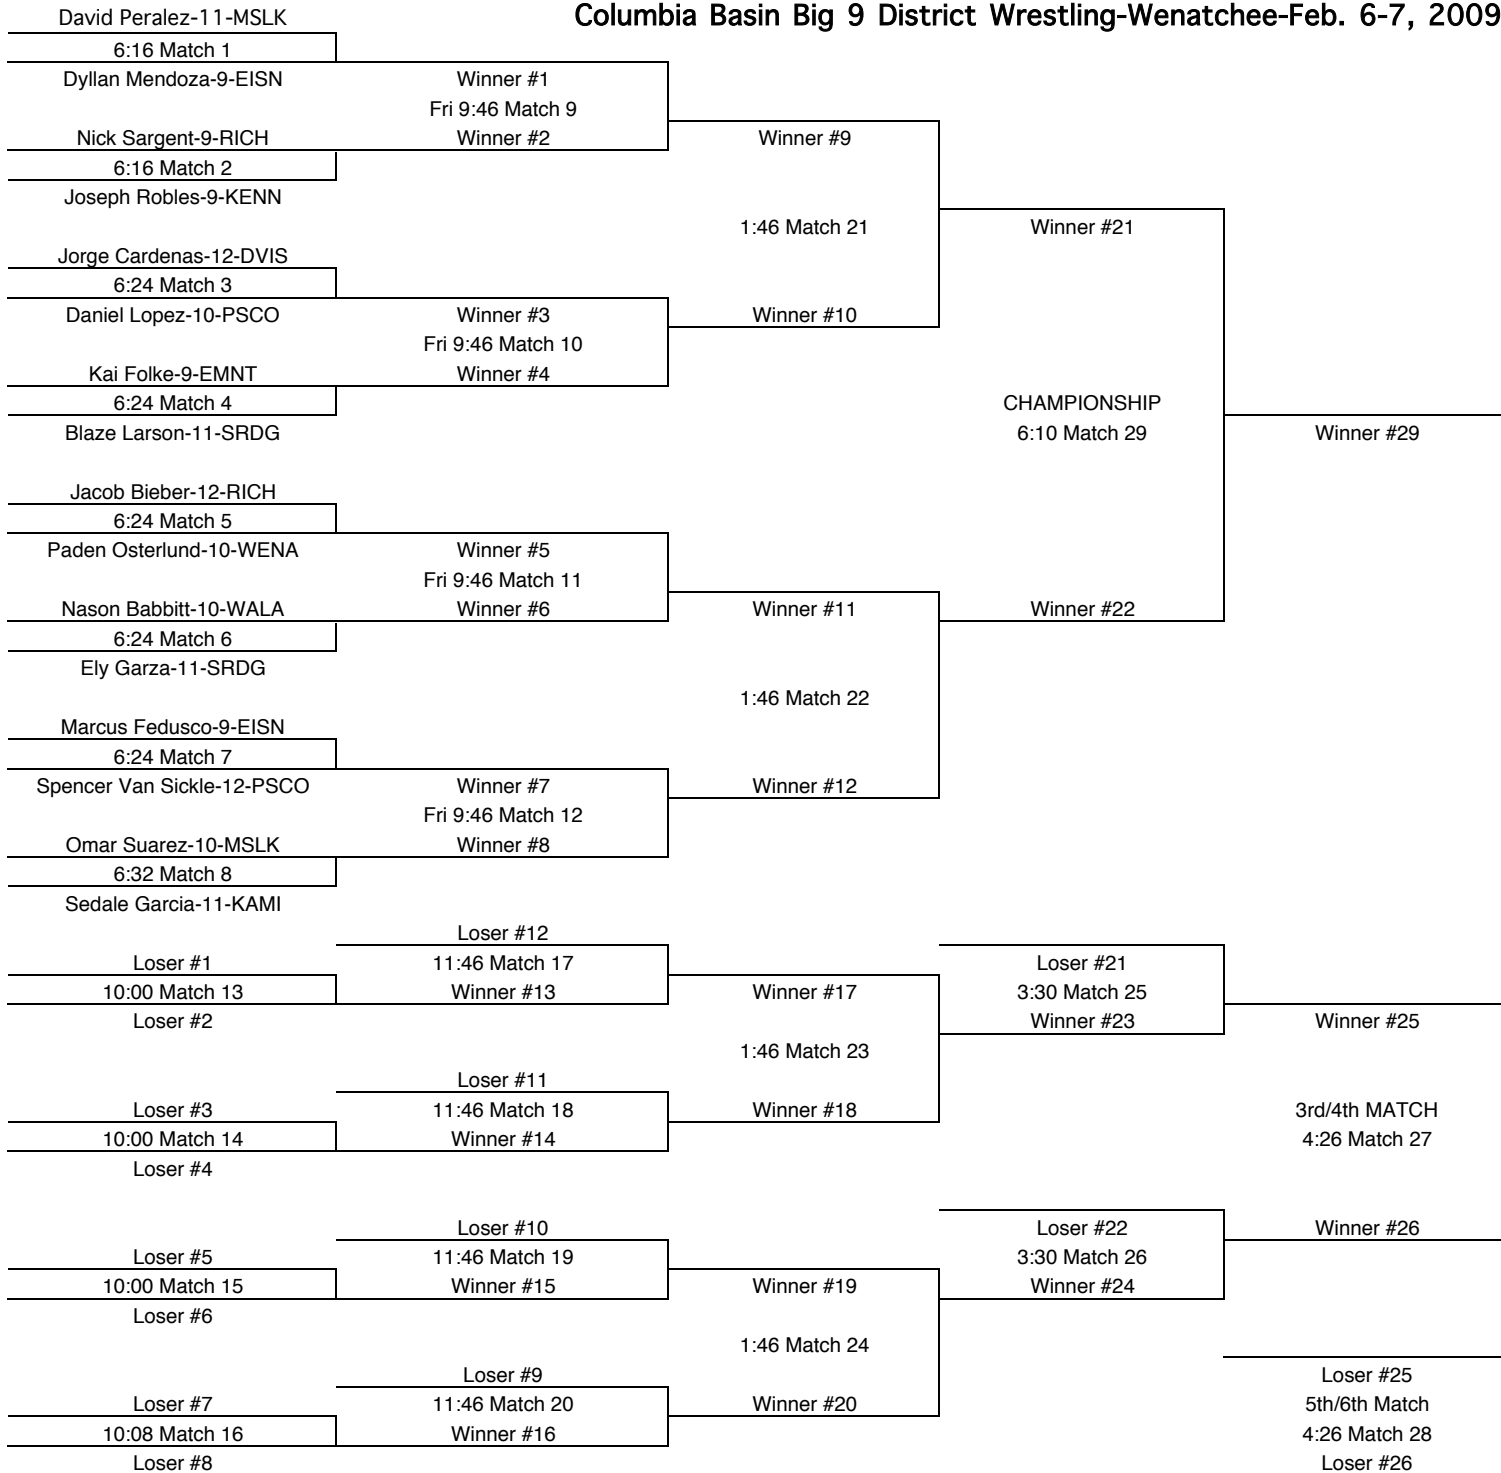 David Peralez-11-MSLK
Columbia Basin Big 9 District Wrestling-Wenatchee-Feb. 6-7, 2009
6:16 Match 1
Dyllan Mendoza-9-EISN
Winner #1
Fri 9:46 Match 9
Nick Sargent-9-RICH
Winner #2
Winner #9
6:16 Match 2
Joseph Robles-9-KENN
1:46 Match 21
Winner #21
Jorge Cardenas-12-DVIS
6:24 Match 3
Daniel Lopez-10-PSCO
Winner #3
Winner #10
Fri 9:46 Match 10
Kai Folke-9-EMNT
Winner #4
6:24 Match 4
CHAMPIONSHIP
Blaze Larson-11-SRDG
6:10 Match 29
Winner #29
Jacob Bieber-12-RICH
6:24 Match 5
Paden Osterlund-10-WENA
Winner #5
Fri 9:46 Match 11
Nason Babbitt-10-WALA
Winner #6
Winner #11
Winner #22
6:24 Match 6
Ely Garza-11-SRDG
1:46 Match 22
Marcus Fedusco-9-EISN
6:24 Match 7
Spencer Van Sickle-12-PSCO
Winner #7
Winner #12
Fri 9:46 Match 12
Omar Suarez-10-MSLK
Winner #8
6:32 Match 8
Sedale Garcia-11-KAMI
Loser #12
Loser #1
11:46 Match 17
Loser #21
10:00 Match 13
Winner #13
Winner #17
3:30 Match 25
Loser #2
Winner #23
Winner #25
1:46 Match 23
Loser #11
Loser #3
11:46 Match 18
Winner #18
3rd/4th MATCH
10:00 Match 14
Winner #14
4:26 Match 27
Loser #4
Loser #10
Loser #22
Winner #26
Loser #5
11:46 Match 19
3:30 Match 26
10:00 Match 15
Winner #15
Winner #19
Winner #24
Loser #6
1:46 Match 24
Loser #9
Loser #25
Loser #7
11:46 Match 20
Winner #20
5th/6th Match
10:08 Match 16
Winner #16
4:26 Match 28
Loser #8
Loser #26